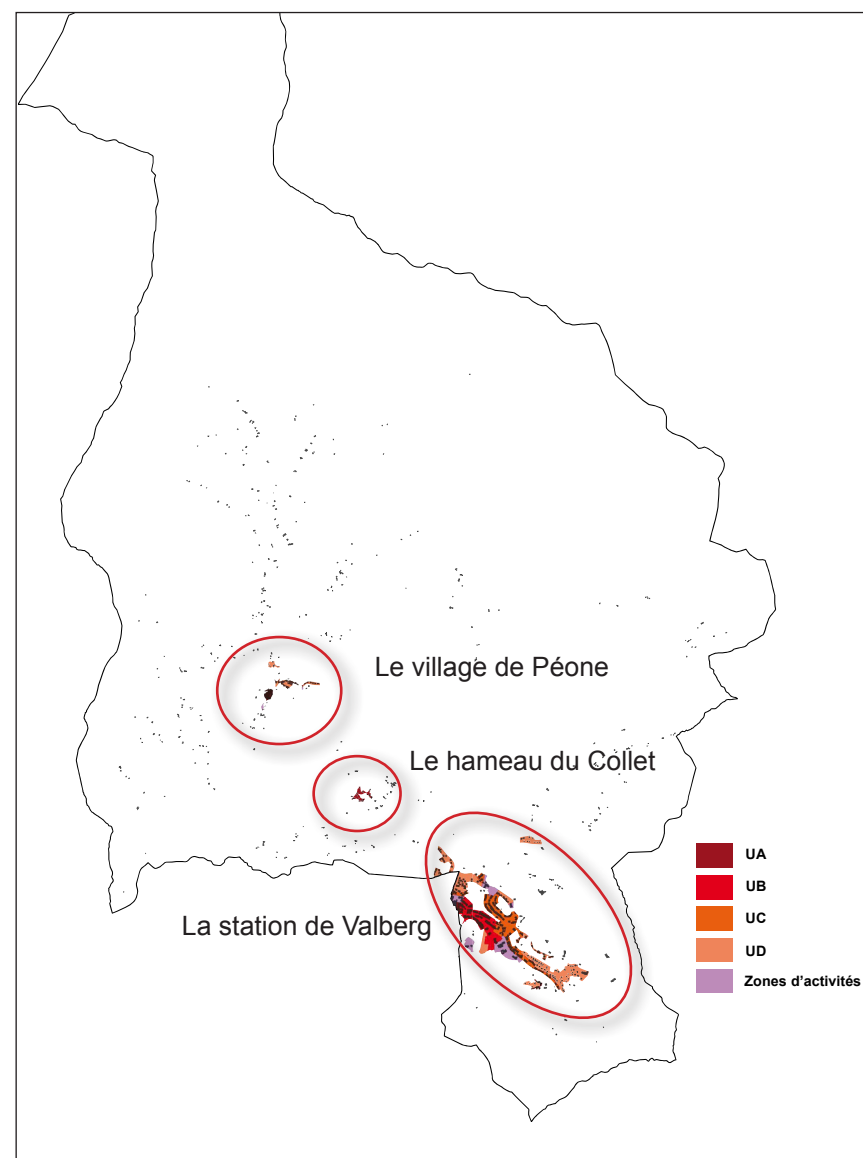 Le village de Péone
Le hameau du Collet
La station de Valberg
UA
UB
UC
UD
Zones d’activités